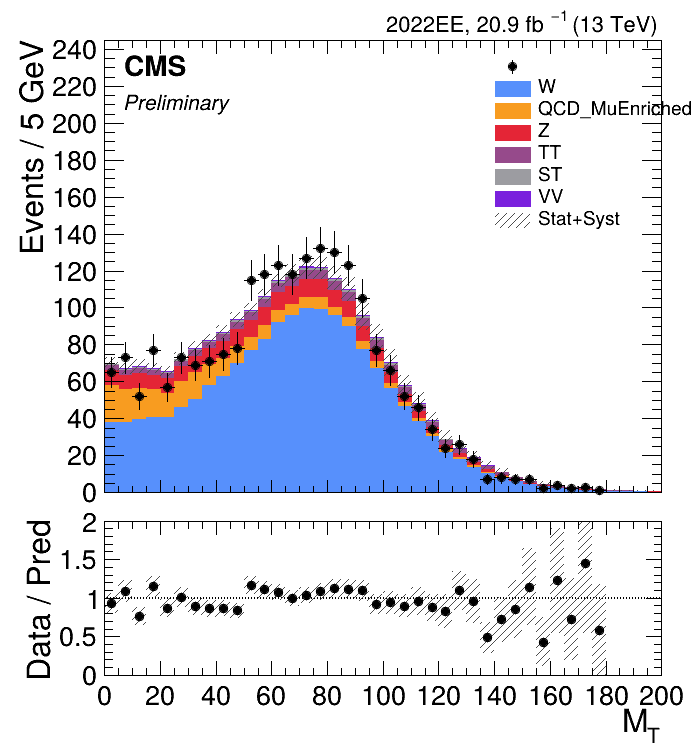 2022EE, 20.9 fb⁻¹ (13 TeV)
CMS
Preliminary
Events / 5 GeV
240
220
200
180
160
140
120
100
80
60
40
20
0
W
QCD_MuEnriched
Z
TT
ST
VV
Stat+Syst
Data / Pred
2
1.5
1
0.5
0
0 20 40 60 80 100 120 140 160 180 200
M_T